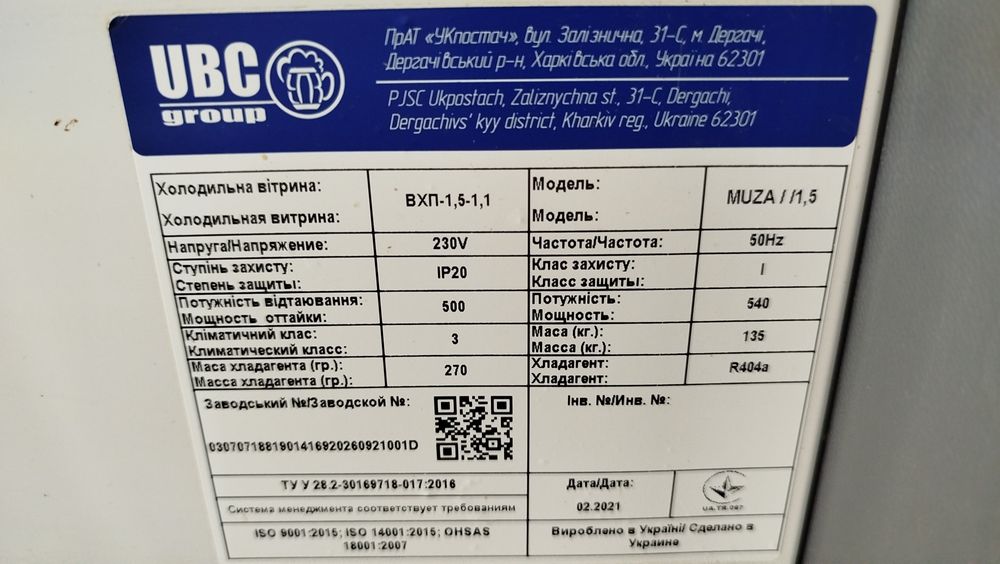 UBC
group
ПрАТ «УКпостач», вул. Залізнична, 31-С, м. Дергачі,
Дергачівський р-н, Харківська обл., Україна 62301
PJSC Ukpostach, Zaliznychna st., 31-C, Dergachi,
Dergachivs' kyy district, Kharkiv reg., Ukraine 62301
Холодильна вітрина:
Холодильная витрина:
ВХП-1,5-1,1
Модель:
Модель:
MUZA / /1,5
Напруга/Напряжение:
230V
Частота/Частота:
50Hz
Ступінь захисту:
Степень защиты:
IP20
Клас захисту:
Класс защиты:
I
Потужність відтаювання:
Мощность оттайки:
500
Потужність:
Мощность:
540
Кліматичний клас:
Климатический класс:
3
Маса (кг.):
Масса (кг.):
135
Маса хладагента (гр.):
Масса хладагента (гр.):
270
Хладагент:
Хладагент:
R404a
Заводський №/Заводской №:
0307071881901416920260921001D
Інв. №/Инв. №:
ТУ У 28.2-30169718-017:2016
Система менеджмента соответствует требованиям
ISO 9001:2015; ISO 14001:2015; OHSAS
18001:2007
Дата/Дата:
02.2021
UA.TR.087
Вироблено в Україні/ Сделано в
Украине